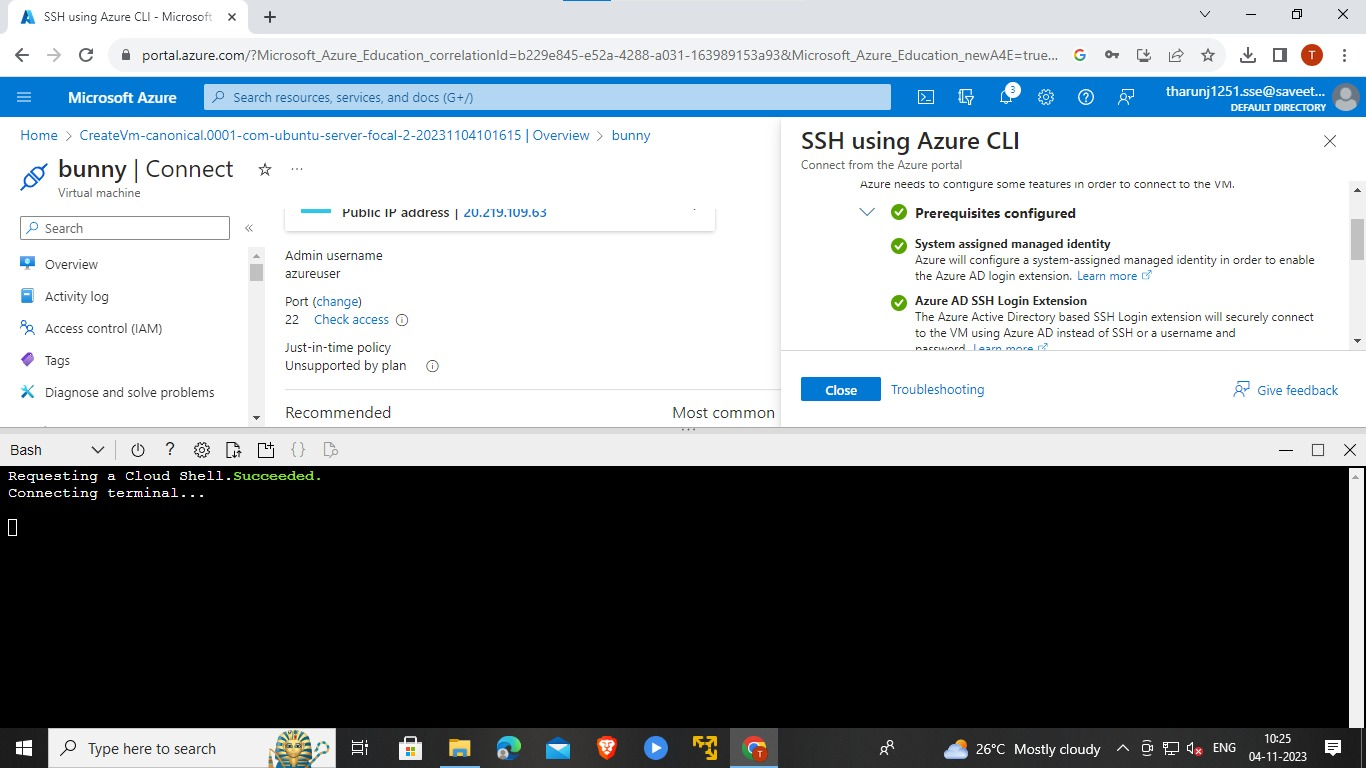 SSH using Azure CLI - Microsoft
portal.azure.com/?Microsoft_Azure_Education_correlationId=b229e845-e52a-4288-a031-163989153a93&Microsoft_Azure_Education_newA4E=true...
G
T
Microsoft Azure
Search resources, services, and docs (G+/)
3
tharunj1251.sse@saveet...
DEFAULT DIRECTORY
Home > CreateVm-canonical.0001-com-ubuntu-server-focal-2-20231104101615 | Overview > bunny
bunny | Connect
...
Virtual machine
Search
«
Overview
Activity log
Access control (IAM)
Tags
Diagnose and solve problems
Public IP address | 20.219.109.63
Admin username
azureuser
Port (change)
22 Check access
Just-in-time policy
Unsupported by plan
Recommended
Most common
SSH using Azure CLI
Connect from the Azure portal
Azure needs to configure some features in order to connect to the VM.
Prerequisites configured
System assigned managed identity
Azure will configure a system-assigned managed identity in order to enable
the Azure AD login extension. Learn more
Azure AD SSH Login Extension
The Azure Active Directory based SSH Login extension will securely connect
to the VM using Azure AD instead of SSH or a username and
password. Learn more
Close
Troubleshooting
Give feedback
Bash
?
{}
Requesting a Cloud Shell.Succeeded.
Connecting terminal...
Type here to search
T
26°C Mostly cloudy
ENG
10:25
04-11-2023